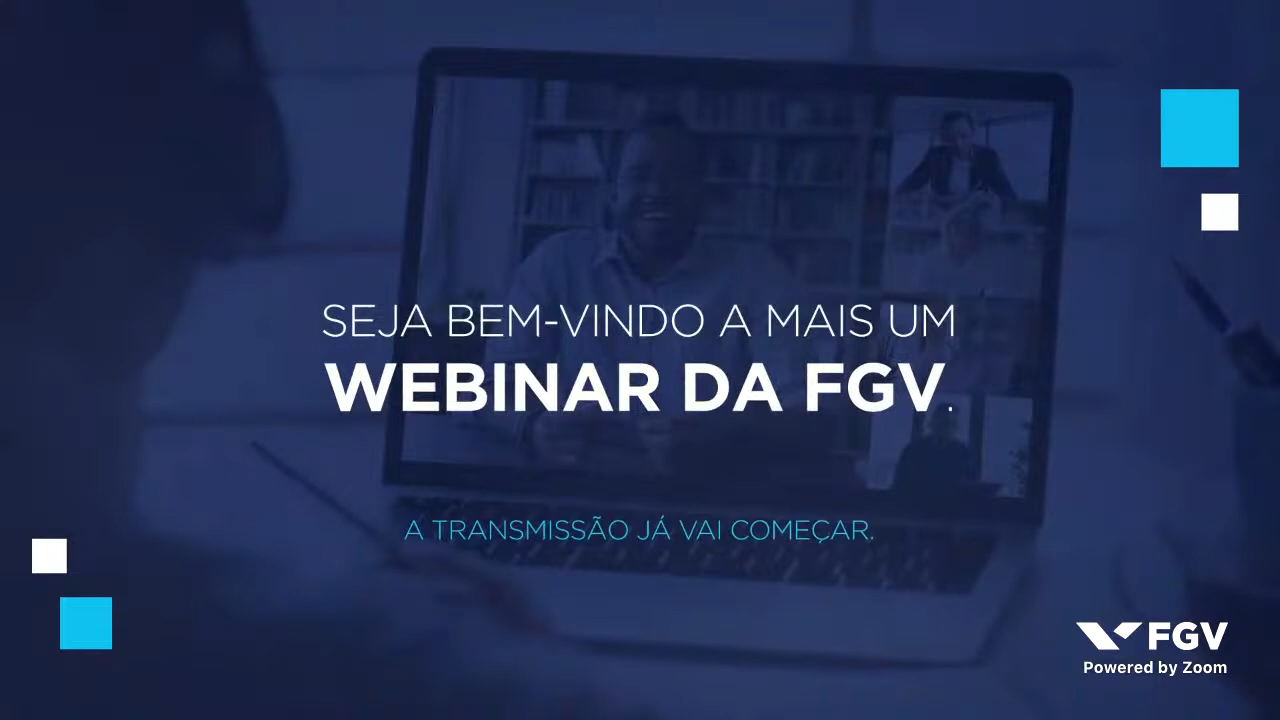 SEJA BEM-VINDO A MAIS UM
WEBINAR DA FGV.
A TRANSMISSÃO JÁ VAI COMEÇAR.
FGV
Powered by Zoom